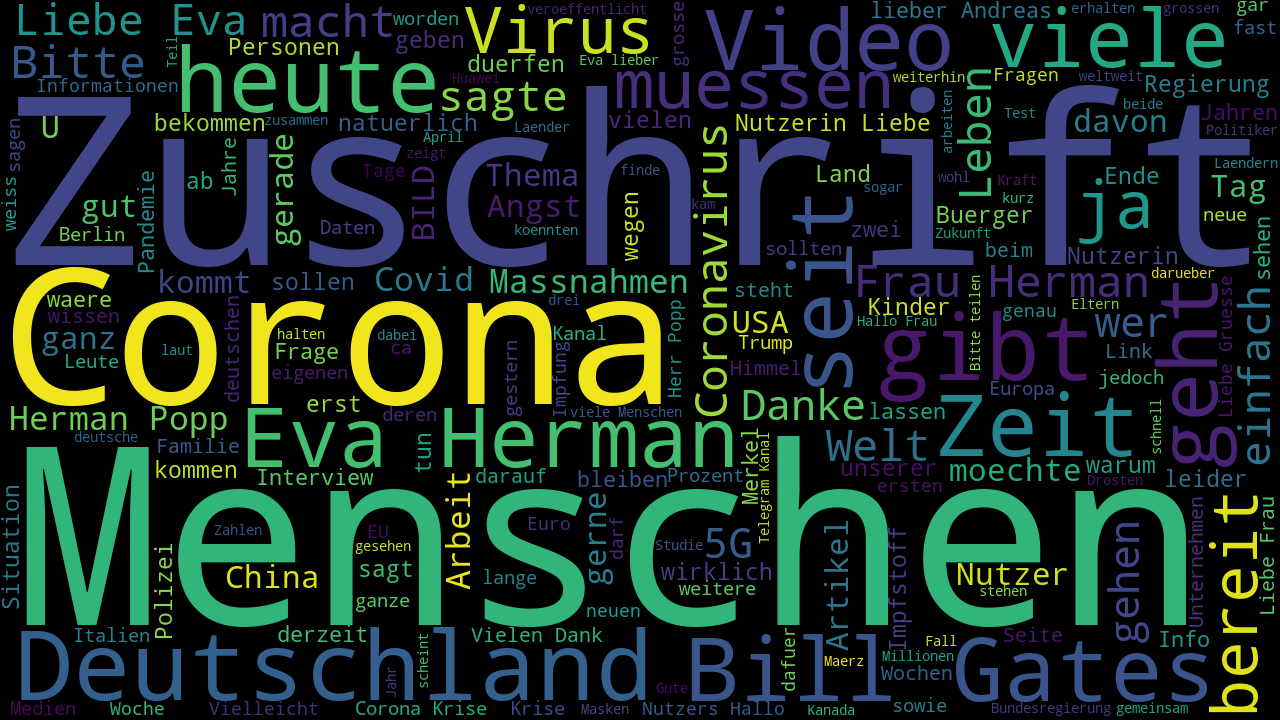 Liebe Eva
macht
worden
geben
Virus
veroeffentlicht
Eva lieber
grosse
Video
lieber Andreas
viele
erhalten
grossen
gar
fast
Bitte
Personen
Teil
Informationen
heute
duerfen
Huawei
sagte
muessen
weiterhin
Fragen
weltweit
Regierung
U
sagen
bekommen
zusammen
natuerlich
April
Laender
vielen
Nutzerin Liebe
arbeiten
Leben
Test
beide
davon
Jahren
Politiker
Zuschrift
weiss
gut
Berlin
Pandemie
ab
Jahre
gerade
Tage
zeigt
BILD
Thema
Angst
koennten
Daten
finde
wegen
kam
Coronavirus
Land
sogar
wohl
Kraft
kurz
Buerger
Zukunft
zwei
sollten
beim
ja
Ende
Laendern
Tag
neue
Nutzerin
sehen
kommt
sollen
Covid
Massnahmen
steht
seit
Frau Herman
darueber
Corona
waere
wissen
ganz
Leute
laut
deutschen
halten
Frage
eigenen
dabei
ca
drei
Kanal
gestern
Impfung
Herr Popp
USA
Trump
Himmel
Kinder
Hallo Frau
gibt
Bitte teilen
genau
Eltern
wer
Link
Europa
jedoch
geht
Liebe Gruesse
einfach
Herman Popp
deutsche
Familie
kommen
Eva Herman
erst
deren
tun
viele Menschen
Danke
lassen
Welt
Zeit
schnell
Interview
darauf
bleiben
Prozent
Merkel
Telegram Kanal
unserer
ersten
moechte
warum
Drosten
leider
Menschen
Situation
Polizei
Zahlen
China
EU
gesehen
sagt
ganze
Arbeit
lange
Euro
gerne
darf
neuen
Studie
5G
wirklich
weitere
Artikel
Impfstoff
Nutzer
stehen
gehen
Unternehmen
bereit
Liebe Frau
Deutschland
Italien
derzeit
Vielen Dank
Jahr
scheint
Bill Gates
Gute
dafuer
Maerz
Fall
Millionen
Wochen
Seite
Info
Medien
Woche
Vielleicht
Corona Krise
Krise
Masken
Nutzers Hallo
Kanada
sowie
Bundesregierung
gemeinsam